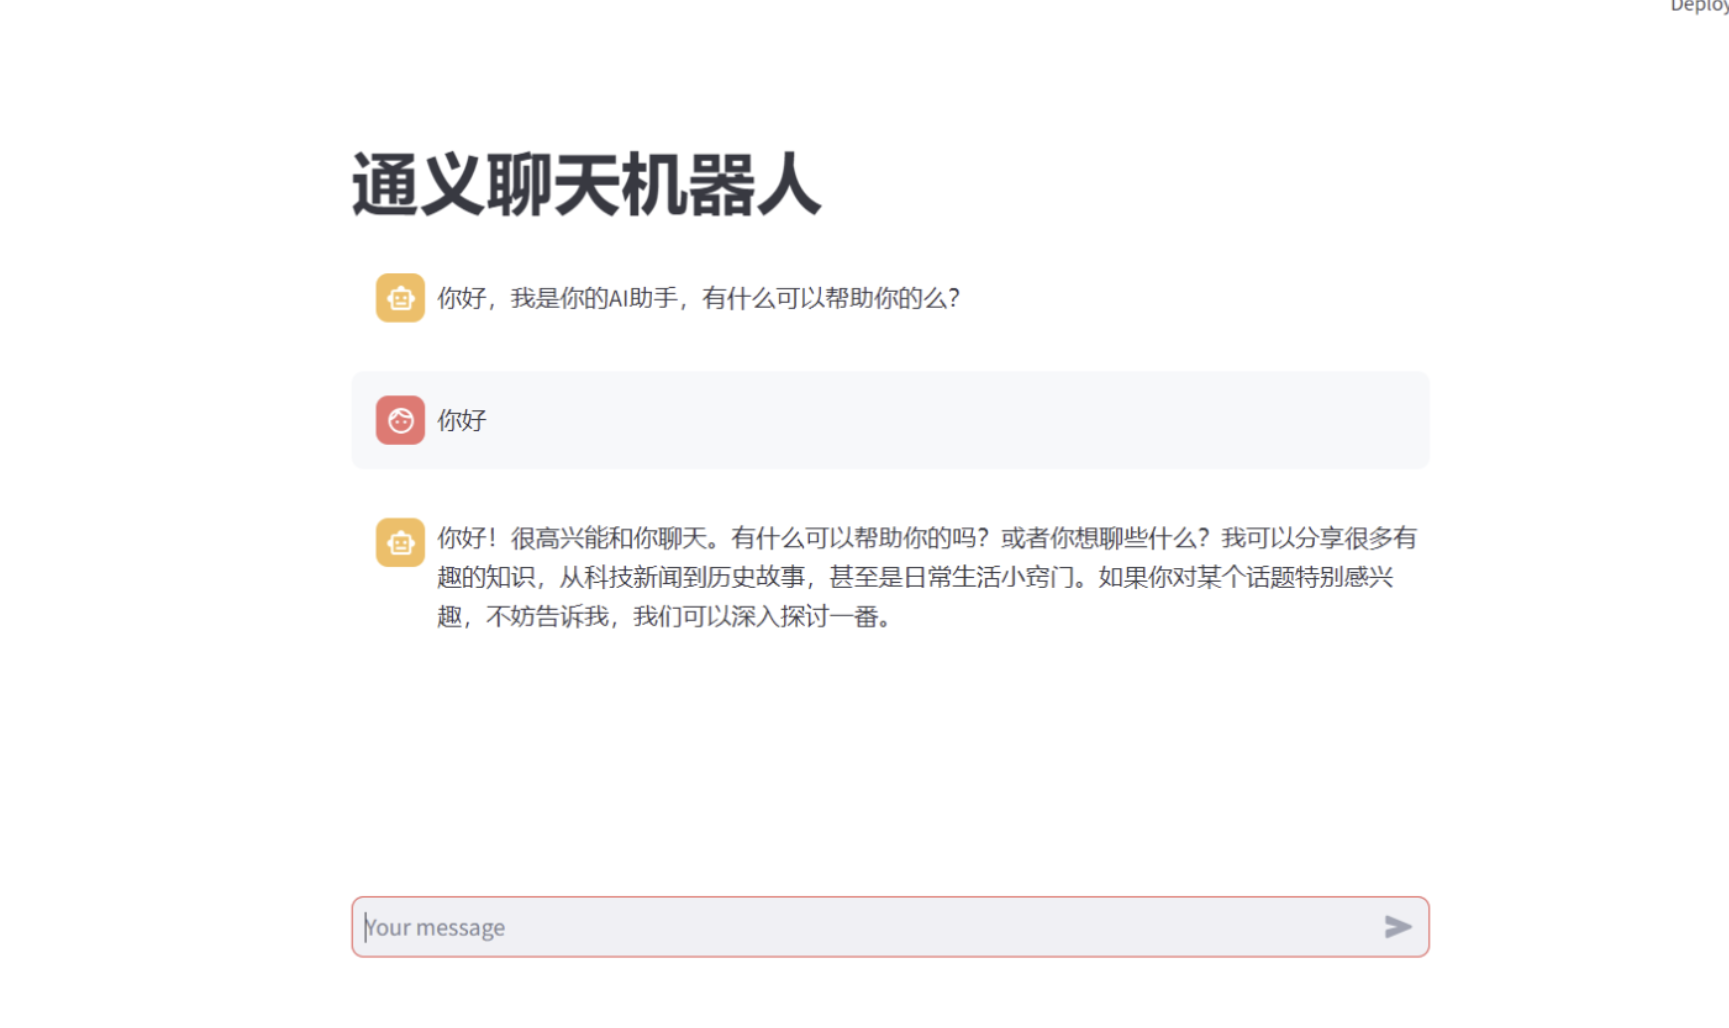 Deploy
通义聊天机器人
你好，我是你的AI助手，有什么可以帮助你的么？
你好
你好！很高兴能和你聊天。有什么可以帮助你的吗？或者你想聊些什么？我可以分享很多有
趣的知识，从科技新闻到历史故事，甚至是日常生活小窍门。如果你对某个话题特别感兴
趣，不妨告诉我，我们可以深入探讨一番。
Your message